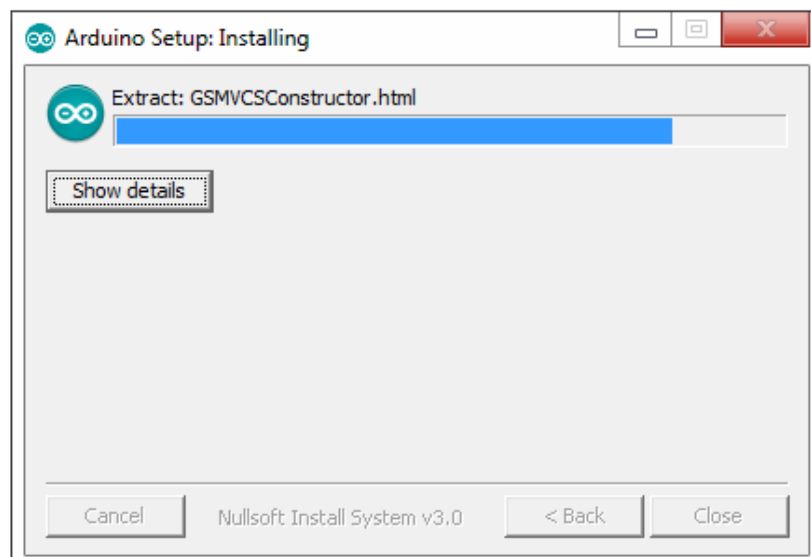 Arduino Setup: Installing
Extract: GSMVCSConstructor.html
Show details
Cancel
Nullsoft Install System v3.0
< Back
Close